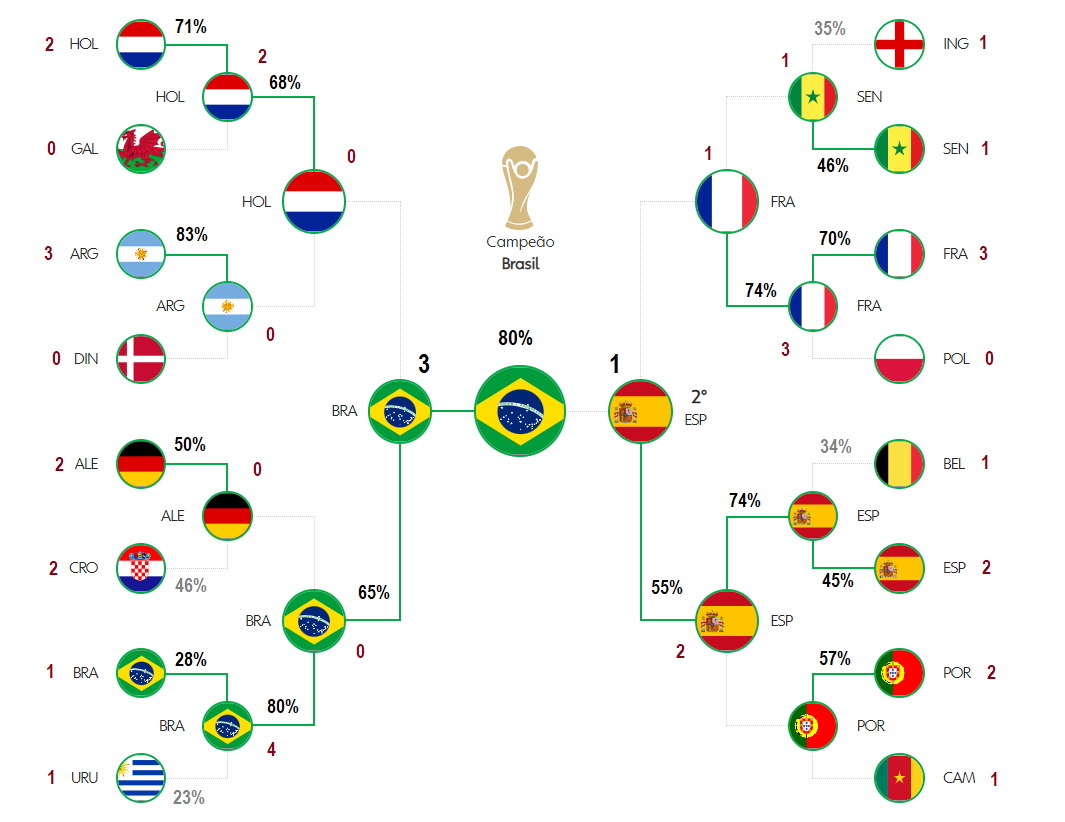 71%
2 HOL
2
HOL
68%
0 GAL
0
HOL
83%
3 ARG
ARG
0
0 DIN
50%
2 ALE
0
ALE
2 CRO
46%
65%
BRA
0
28%
1 BRA
BRA
80%
4
1 URU
23%
3
BRA
Campeão
Brasil
80%
1
2º
ESP
35%
ING 1
1
SEN
SEN 1
46%
1
FRA
70%
FRA 3
74%
FRA
3
POL 0
34%
BEL 1
74%
ESP
ESP 2
45%
55%
ESP
2
57%
POR 2
POR
CAM 1